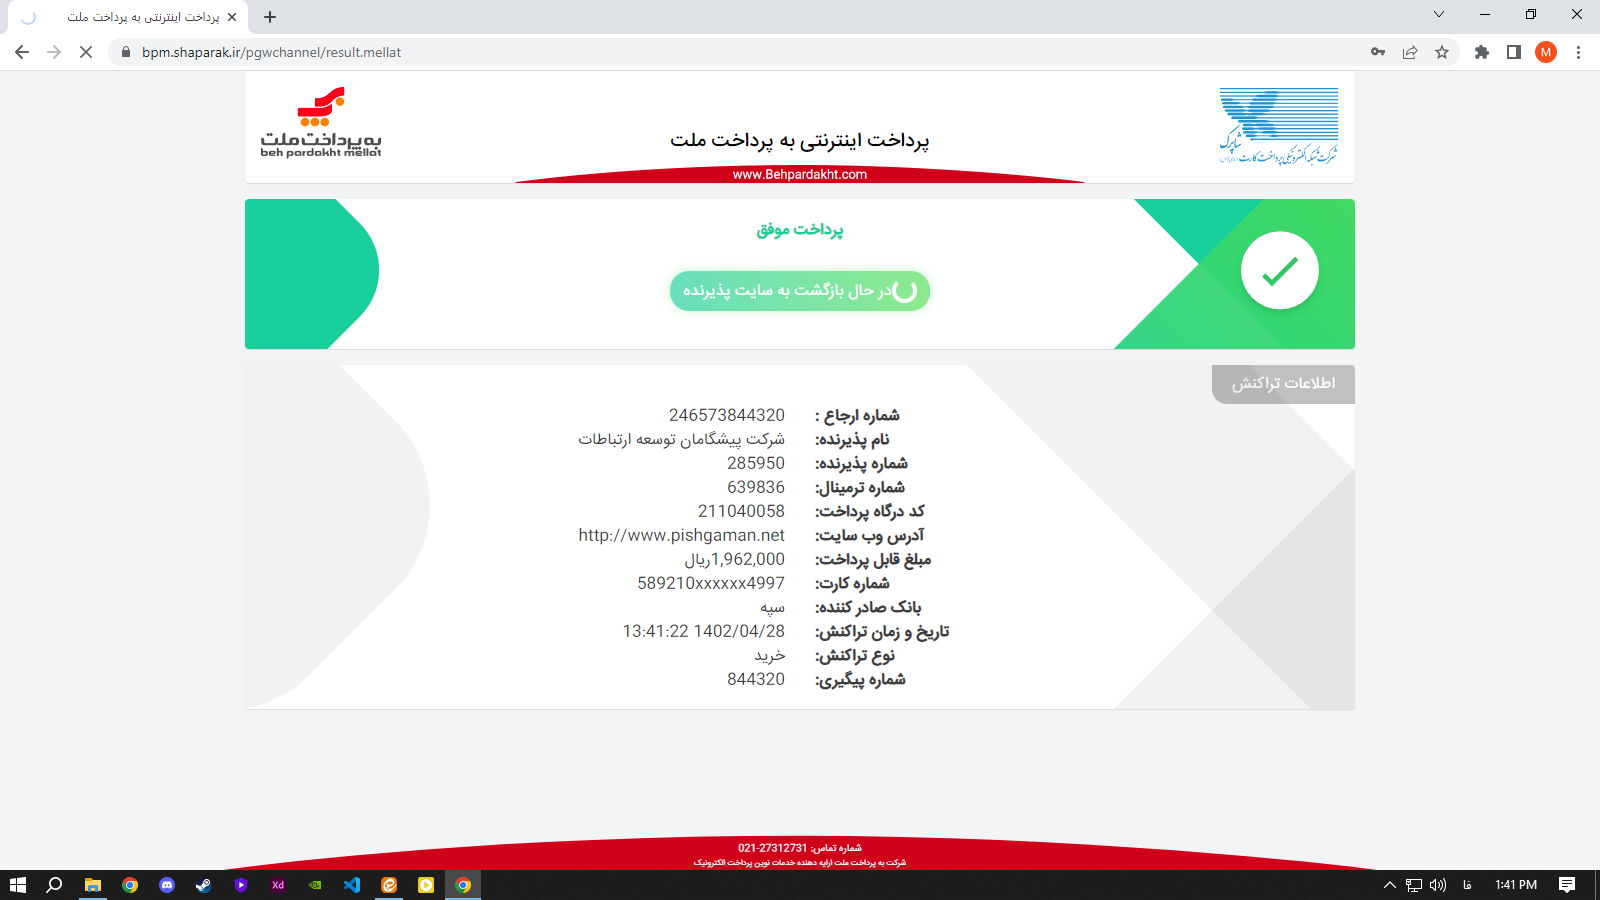 پرداخت اینترنتی به پرداخت ملت
bpm.shaparak.ir/pgwchannel/result.mellat
M
به پرداخت ملت
beh pardakht mellat
پرداخت اینترنتی به پرداخت ملت
www.Behpardakht.com
شاپرک
شرکت شبکه الکترونیکی پرداخت کارت
پرداخت موفق
در حال بازگشت به سایت پذیرنده
اطلاعات تراکنش
شماره ارجاع : 246573844320
نام پذیرنده: شرکت پیشگامان توسعه ارتباطات
شماره پذیرنده: 285950
شماره ترمینال: 639836
کد درگاه پرداخت: 211040058
آدرس وب سایت: http://www.pishgaman.net
مبلغ قابل پرداخت: 1,962,000ریال
شماره کارت: 589210xxxxxx4997
بانک صادر کننده: سپه
تاریخ و زمان تراکنش: 1402/04/28 13:41:22
نوع تراکنش: خرید
شماره پیگیری: 844320
شماره تماس: 27312731-021
شرکت به پرداخت ملت ارایه دهنده خدمات نوین پرداخت الکترونیک
Xd
فا
1:41 PM